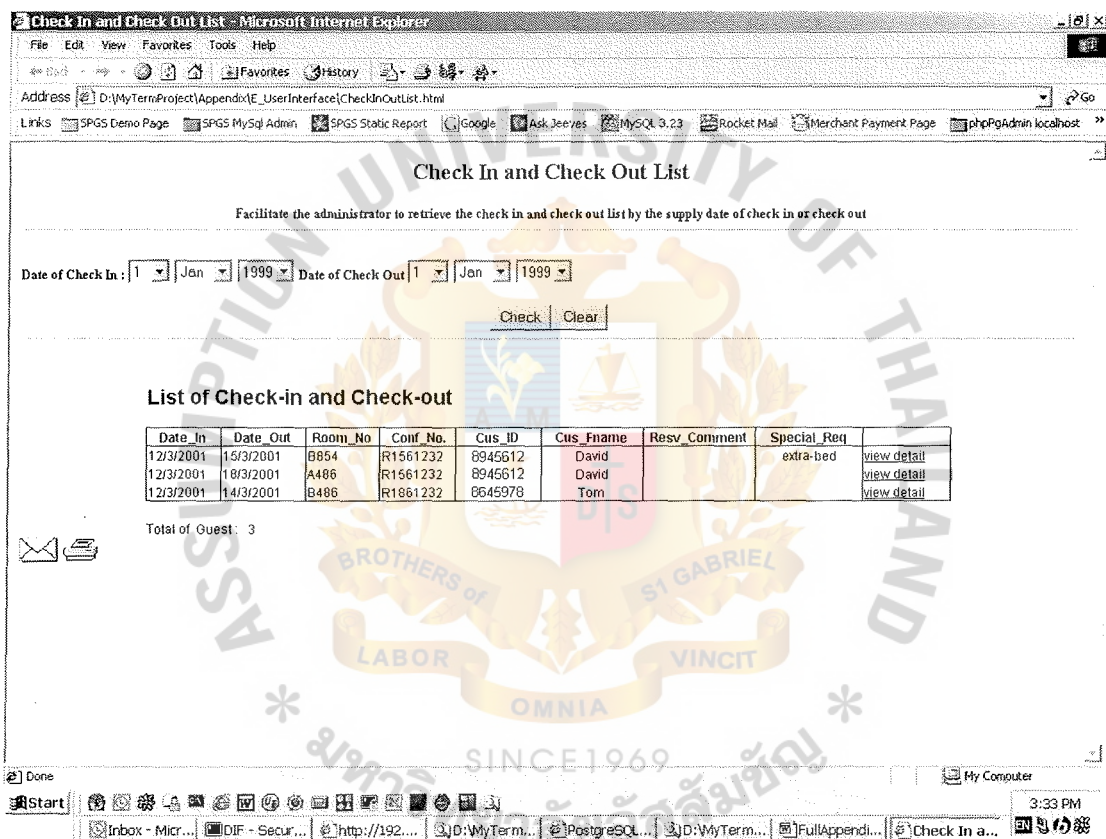 Check In and Check Out List - Microsoft Internet Explorer
File Edit View Favorites Tools Help
Favorites History
Address D:\MyTermProject\Appendix\E_UserInterface\CheckInOutList.html Go
Links SPGS Demo Page SPGS MySql Admin SPGS Static Report Google Ask Jeeves MySQL 3.23 Rocket Mail Merchant Payment Page phpPgAdmin localhost »
Check In and Check Out List
Facilitate the administrator to retrieve the check in and check out list by the supply date of check in or check out
Date of Check In : 1 Jan 1999 Date of Check Out 1 Jan 1999
Check Clear
List of Check-in and Check-out
Date_In Date_Out Room_No Conf_No. Cus_ID Cus_Fname Resv_Comment Special_Req
12/3/2001 15/3/2001 B854 R1561232 8945612 David extra-bed view detail
12/3/2001 18/3/2001 A486 R1561232 8945612 David view detail
12/3/2001 14/3/2001 B486 R1861232 8645978 Tom view detail
Total of Guest : 3
ASSUMPTION UNIVERSITY OF THAILAND
A M
D S
BROTHERS of ST GABRIEL
LABOR VINCIT
OMNIA
SINCE1969
Done My Computer
Start 3:33 PM
Inbox - Micr... DIF - Secur... http://192.... D:\MyTerm... PostgreSQL... D:\MyTerm... FullAppendi... Check In a... EN